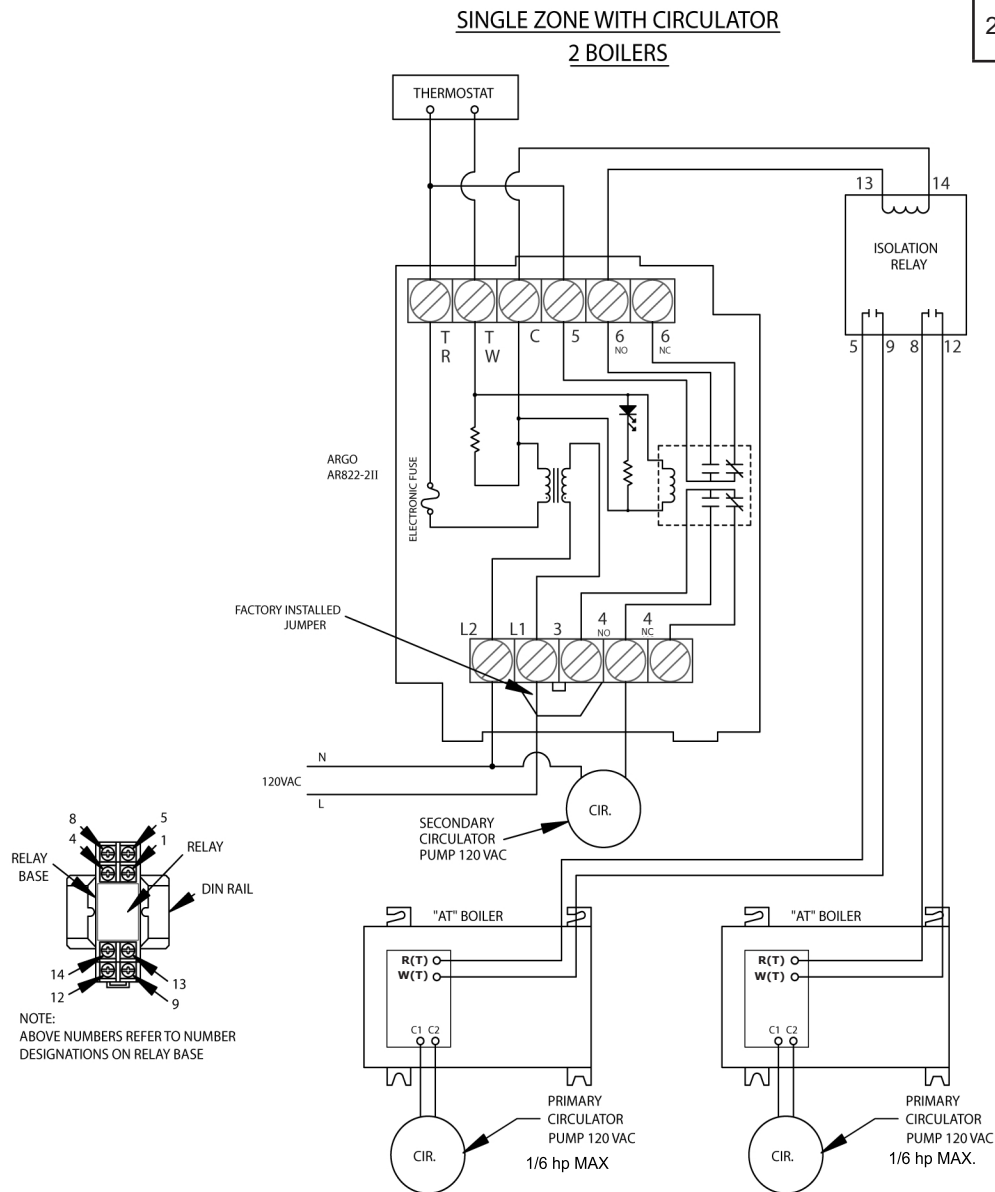 SINGLE ZONE WITH CIRCULATOR
2 BOILERS
2
THERMOSTAT
13
14
ISOLATION
RELAY
5
9
8
12
T
R
T
W
C
5
6
NO
6
NC
ARGO
AR822-2II
ELECTRONIC FUSE
FACTORY INSTALLED
JUMPER
L2
L1
3
4
NO
4
NC
N
120VAC
L
CIR.
SECONDARY
CIRCULATOR
PUMP 120 VAC
8
5
4
1
RELAY
BASE
RELAY
DIN RAIL
14
13
12
9
NOTE:
ABOVE NUMBERS REFER TO NUMBER
DESIGNATIONS ON RELAY BASE
"AT" BOILER
R(T)
W(T)
C1 C2
CIR.
PRIMARY
CIRCULATOR
PUMP 120 VAC
1/6 hp MAX
"AT" BOILER
R(T)
W(T)
C1 C2
CIR.
PRIMARY
CIRCULATOR
PUMP 120 VAC
1/6 hp MAX.